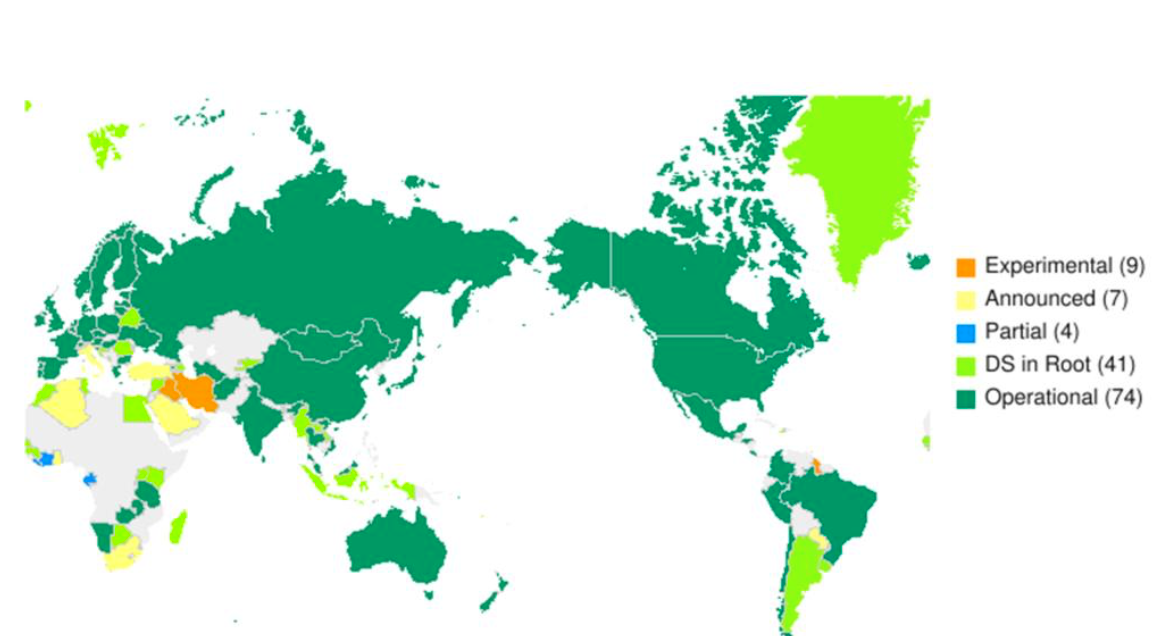 Experimental (9)
Announced (7)
Partial (4)
DS in Root (41)
Operational (74)